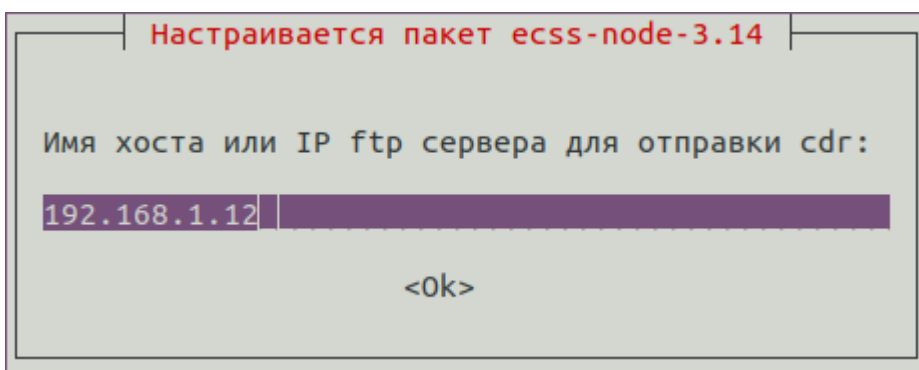 Настраивается пакет ecss-node-3.14
Имя хоста или IP ftp сервера для отправки cdr:
192.168.1.12
<Ok>